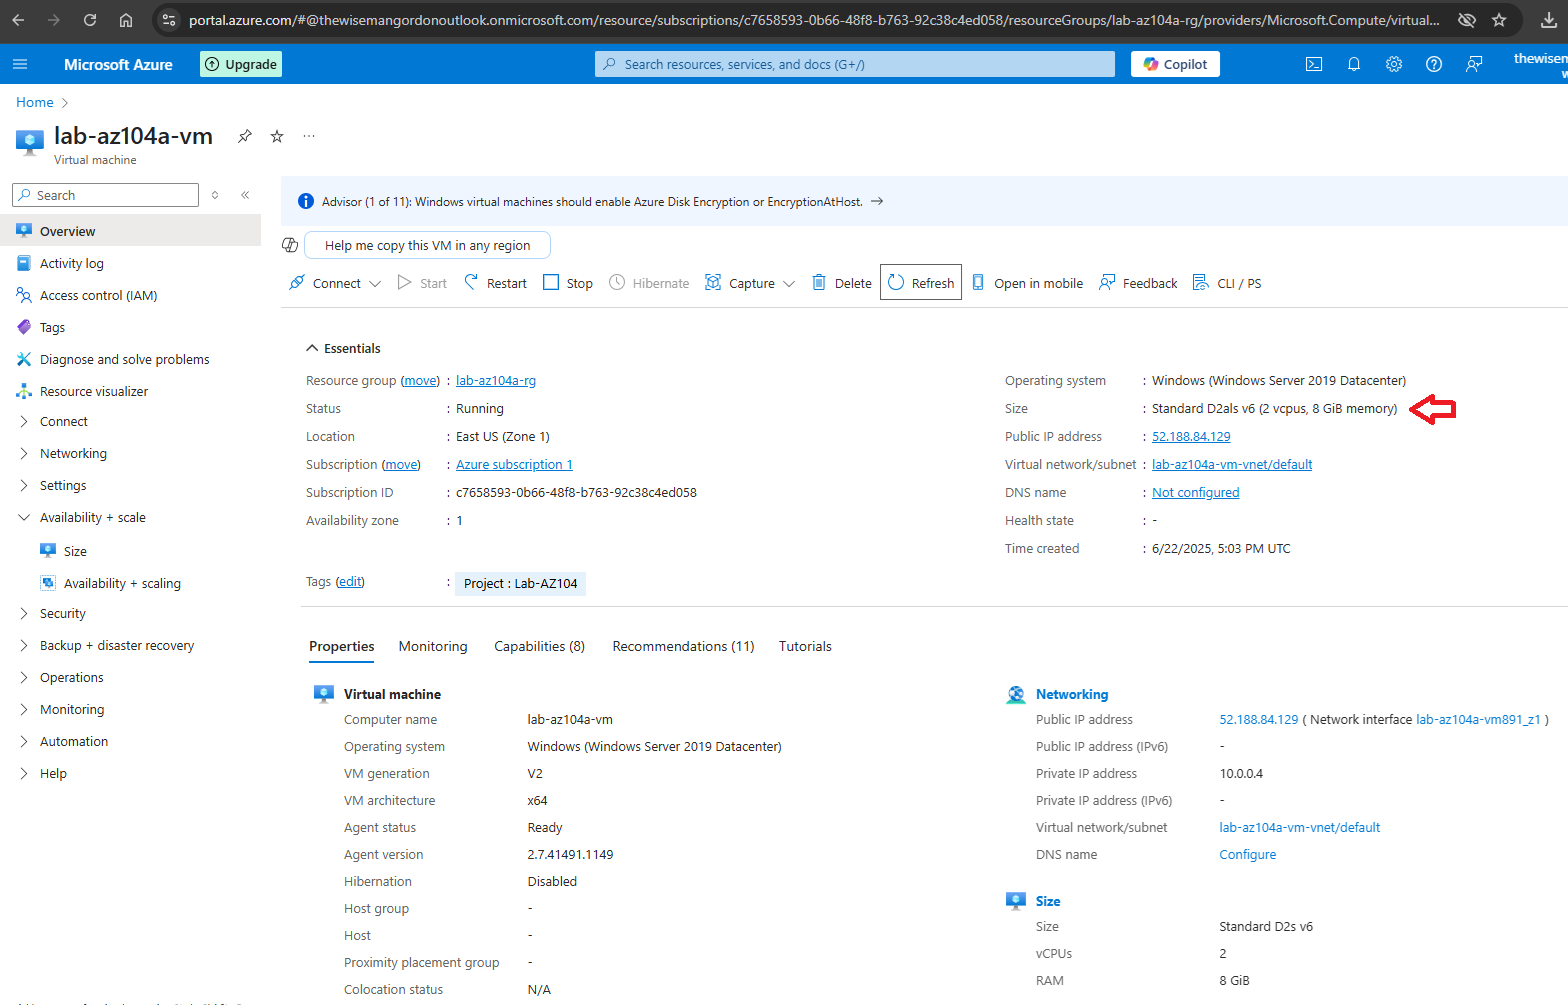 portal.azure.com/#@thewisemangordonoutlook.onmicrosoft.com/resource/subscriptions/c7658593-0b66-48f8-b763-92c38c4ed058/resourceGroups/lab-az104a-rg/providers/Microsoft.Compute/virtual...
Microsoft Azure
Upgrade
Search resources, services, and docs (G+/)
Copilot
thewisem
Home
lab-az104a-vm
Virtual machine
Search
Overview
Activity log
Access control (IAM)
Tags
Diagnose and solve problems
Resource visualizer
Connect
Networking
Settings
Availability + scale
Size
Availability + scaling
Security
Backup + disaster recovery
Operations
Monitoring
Automation
Help
Advisor (1 of 11): Windows virtual machines should enable Azure Disk Encryption or EncryptionAtHost.
Help me copy this VM in any region
Connect Start Restart Stop Hibernate Capture Delete Refresh Open in mobile Feedback CLI / PS
Essentials
Resource group (move) : lab-az104a-rg
Status : Running
Location : East US (Zone 1)
Subscription (move) : Azure subscription 1
Subscription ID : c7658593-0b66-48f8-b763-92c38c4ed058
Availability zone : 1
Operating system : Windows (Windows Server 2019 Datacenter)
Size : Standard D2als v6 (2 vcpus, 8 GiB memory)
Public IP address : 52.188.84.129
Virtual network/subnet : lab-az104a-vm-vnet/default
DNS name : Not configured
Health state : -
Time created : 6/22/2025, 5:03 PM UTC
Tags (edit) : Project : Lab-AZ104
Properties Monitoring Capabilities (8) Recommendations (11) Tutorials
Virtual machine
Computer name lab-az104a-vm
Operating system Windows (Windows Server 2019 Datacenter)
VM generation V2
VM architecture x64
Agent status Ready
Agent version 2.7.41491.1149
Hibernation Disabled
Host group -
Host -
Proximity placement group -
Colocation status N/A
Networking
Public IP address 52.188.84.129 ( Network interface lab-az104a-vm891_z1 )
Public IP address (IPv6) -
Private IP address 10.0.0.4
Private IP address (IPv6) -
Virtual network/subnet lab-az104a-vm-vnet/default
DNS name Configure
Size
Size Standard D2s v6
vCPUs 2
RAM 8 GiB